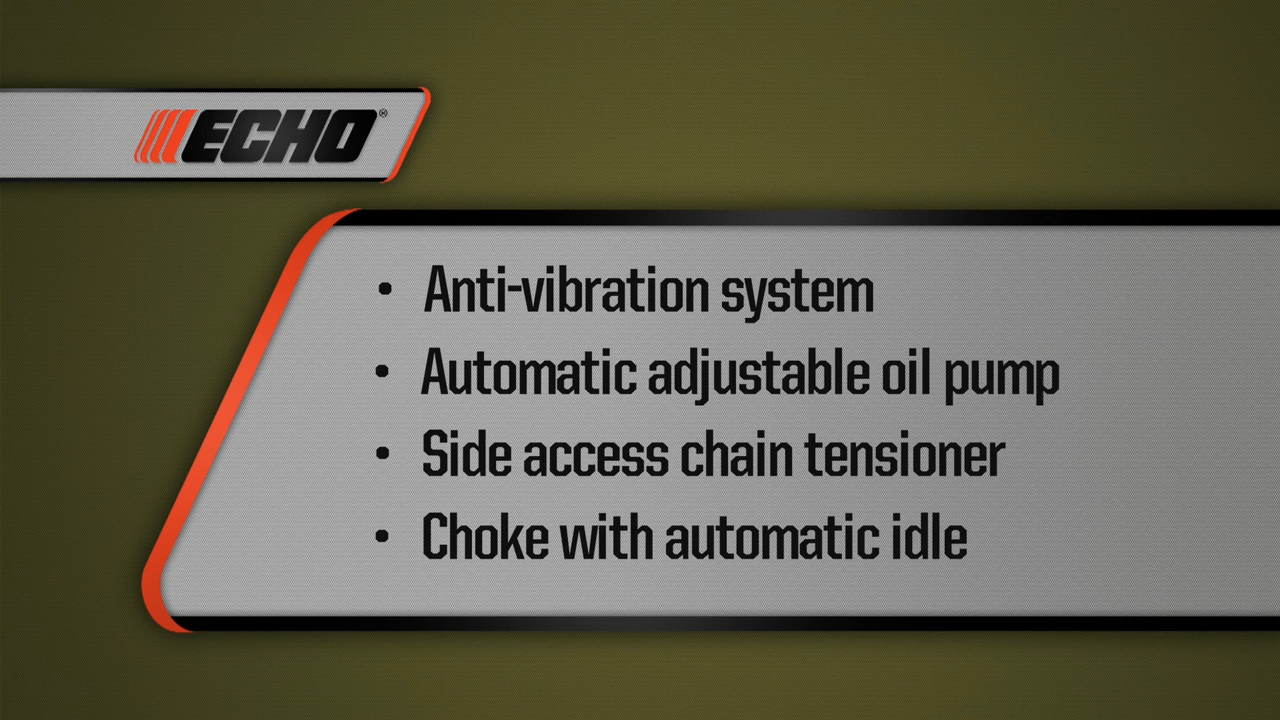 ECHO®
• Anti-vibration system
• Automatic adjustable oil pump
• Side access chain tensioner
• Choke with automatic idle